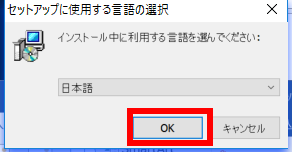 セットアップに使用する言語の選択
インストール中に利用する言語を選んでください:
日本語
OK
キャンセル